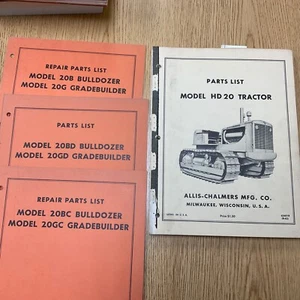 REPAIR PARTS LIST
MODEL 20B BULLDOZER
MODEL 20G GRADEBUILDER
PARTS LIST
MODEL 20BD BULLDOZER
MODEL 20GD GRADEBUILDER
REPAIR PARTS LIST
MODEL 20BC BULLDOZER
MODEL 20GC GRADEBUILDER
PARTS LIST
MODEL HD 20 TRACTOR
ALLIS-CHALMERS MFG. CO.
MILWAUKEE, WISCONSIN, U. S. A.